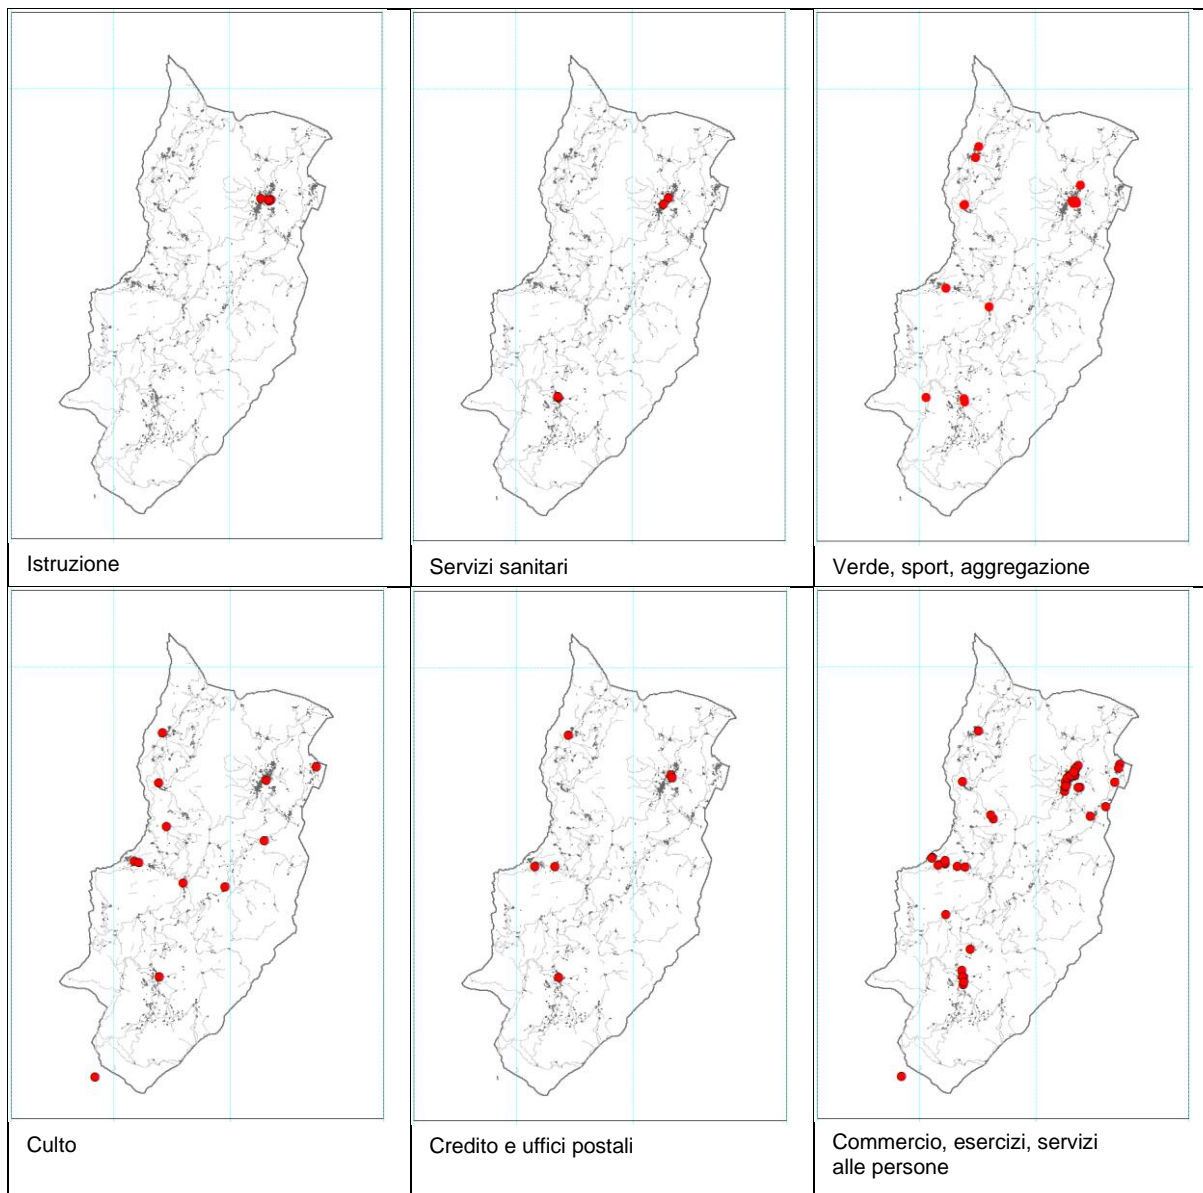 Istruzione
Servizi sanitari
Verde, sport, aggregazione
Culto
Credito e uffici postali
Commercio, esercizi, servizi
alle persone